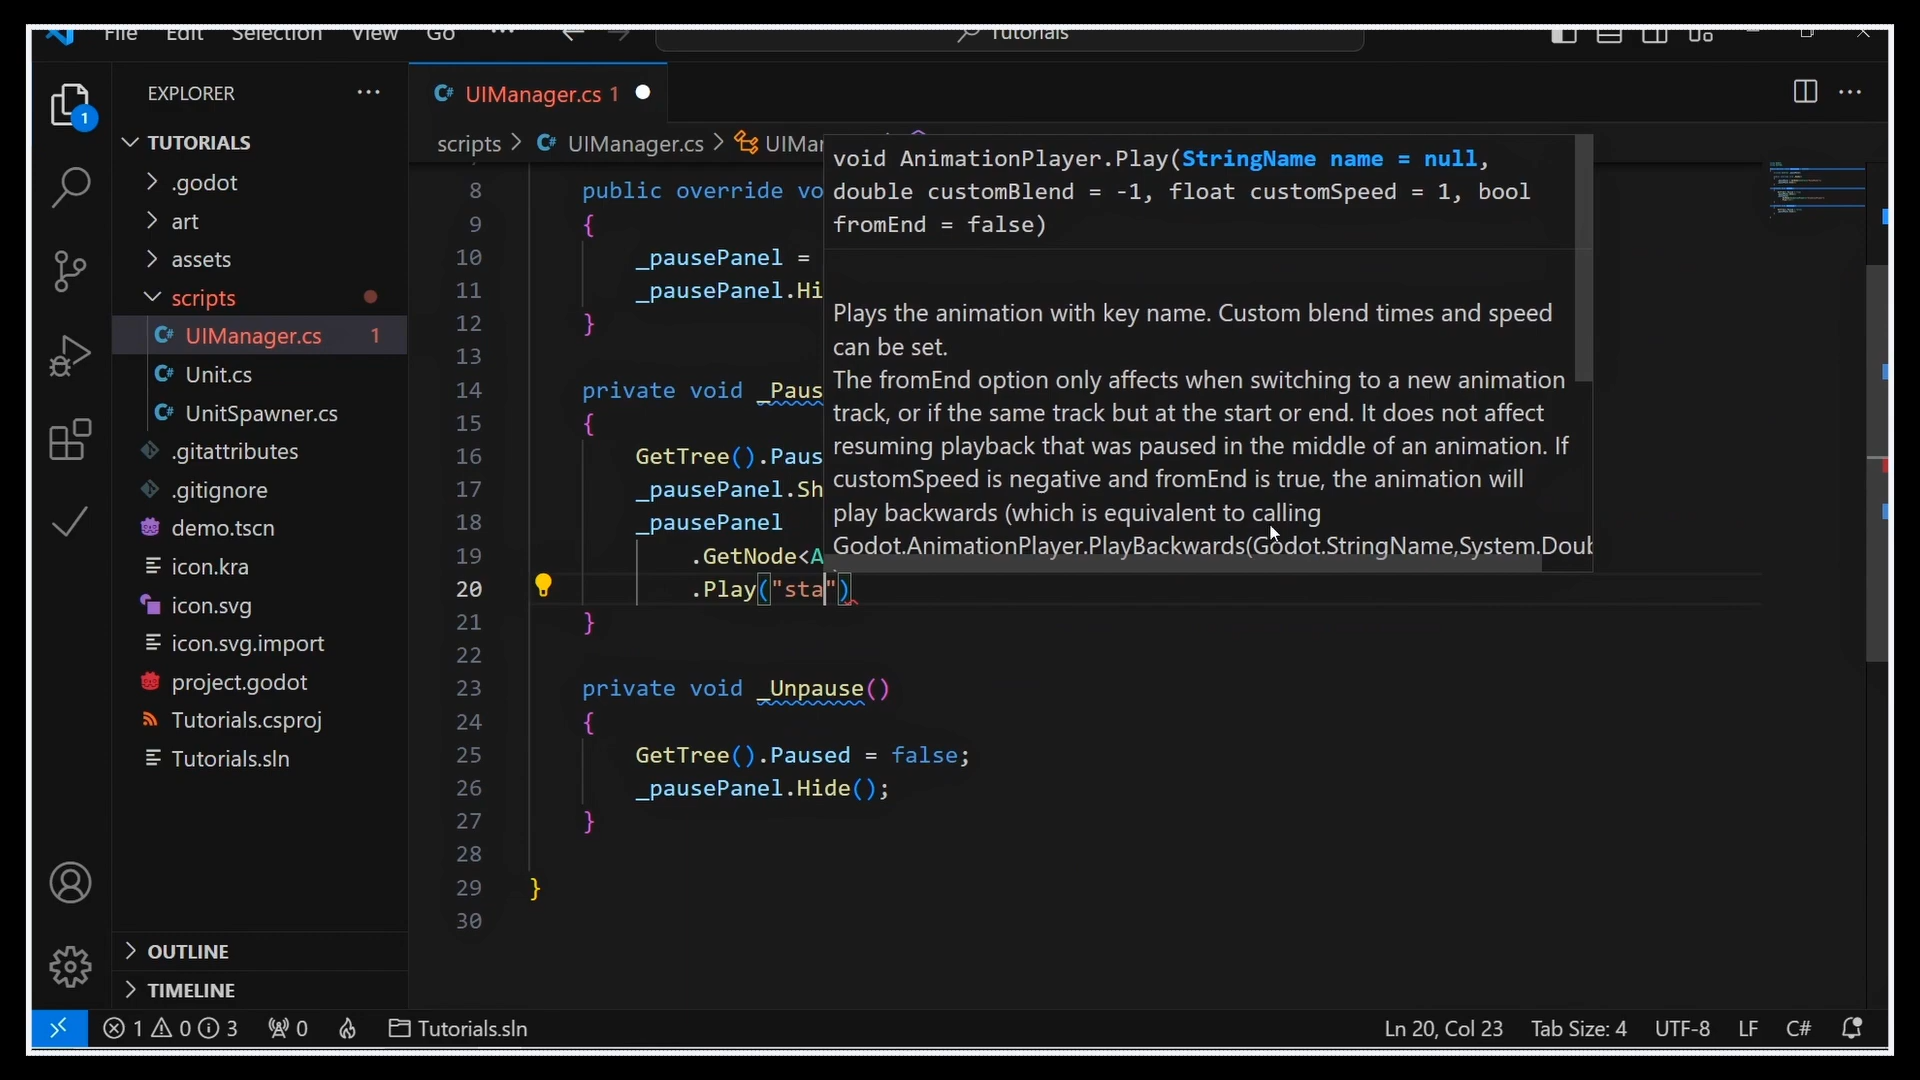 File Edit Selection View Go ··· Tutorials
EXPLORER ···
TUTORIALS
.godot
art
assets
scripts
UIManager.cs 1
Unit.cs
UnitSpawner.cs
.gitattributes
.gitignore
demo.tscn
icon.kra
icon.svg
icon.svg.import
project.godot
Tutorials.csproj
Tutorials.sln
OUTLINE
TIMELINE
1
UIManager.cs 1
scripts > UIManager.cs > UIMan
8 public override vo
9 {
10 _pausePanel =
11 _pausePanel.Hi
12 }
13
14 private void _Paus
15 {
16 GetTree().Paus
17 _pausePanel.Sh
18 _pausePanel
19 .GetNode<A
20 .Play("sta")
21 }
22
23 private void _Unpause()
24 {
25 GetTree().Paused = false;
26 _pausePanel.Hide();
27 }
28
29 }
30
void AnimationPlayer.Play(StringName name = null,
double customBlend = -1, float customSpeed = 1, bool
fromEnd = false)
Plays the animation with key name. Custom blend times and speed
can be set.
The fromEnd option only affects when switching to a new animation
track, or if the same track but at the start or end. It does not affect
resuming playback that was paused in the middle of an animation. If
customSpeed is negative and fromEnd is true, the animation will
play backwards (which is equivalent to calling
Godot.AnimationPlayer.PlayBackwards(Godot.StringName,System.Doub
1 0 3 0 Tutorials.sln Ln 20, Col 23 Tab Size: 4 UTF-8 LF C#